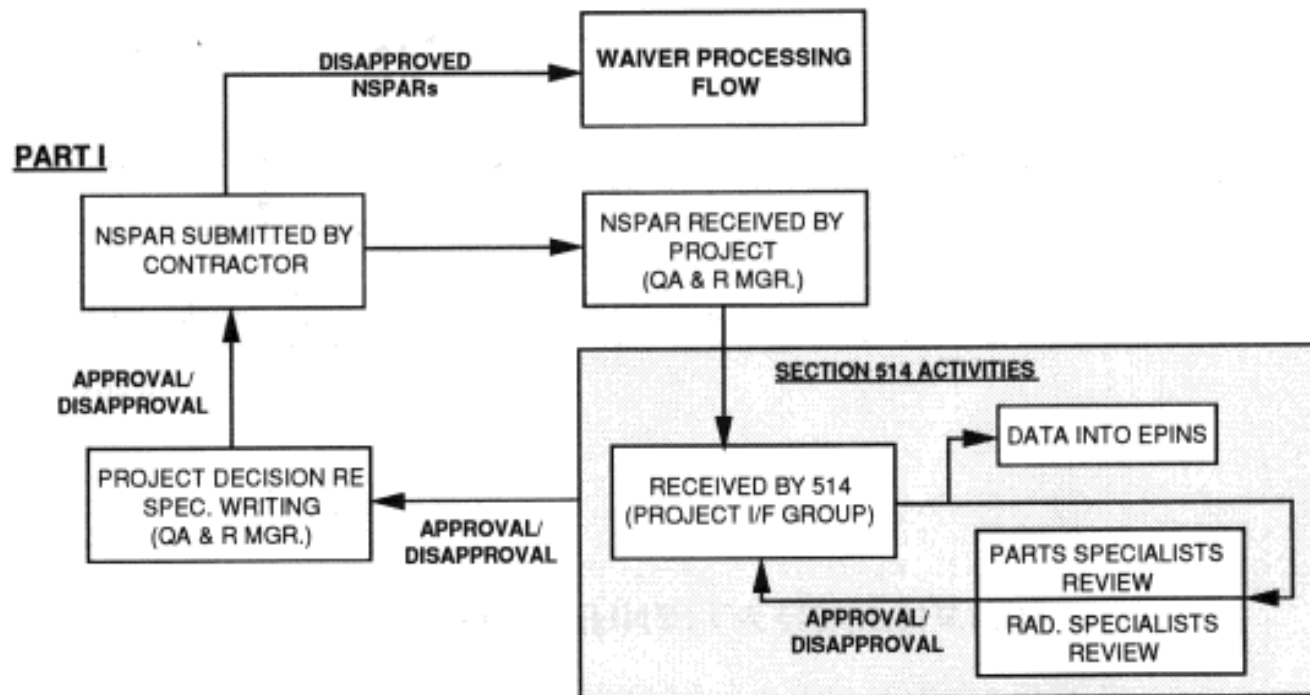 DISAPPROVED
NSPARs
WAIVER PROCESSING
FLOW
PART I
NSPAR SUBMITTED BY
CONTRACTOR
NSPAR RECEIVED BY
PROJECT
(QA & R MGR.)
SECTION 514 ACTIVITIES
APPROVAL/
DISAPPROVAL
DATA INTO EPINS
PROJECT DECISION RE
SPEC. WRITING
(QA & R MGR.)
APPROVAL/
DISAPPROVAL
RECEIVED BY 514
(PROJECT I/F GROUP)
PARTS SPECIALISTS
REVIEW
APPROVAL/
DISAPPROVAL
RAD. SPECIALISTS
REVIEW